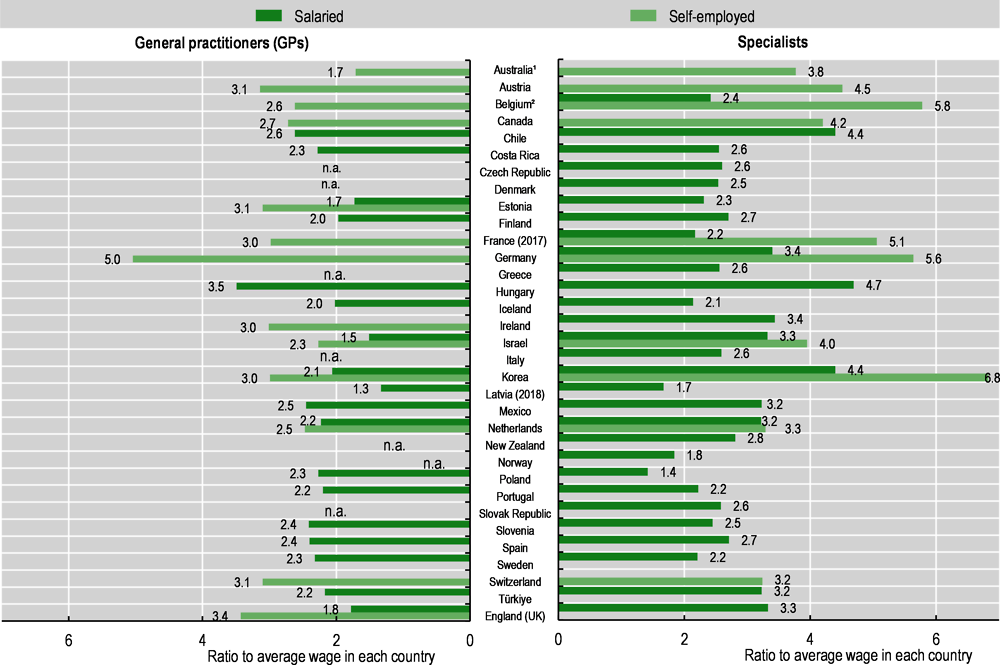 Salaried Self-employed
General practitioners (GPs) Specialists
1.7 Australia¹ 3.8
3.1 Austria 4.5
2.4
2.6 Belgium² 5.8
2.7 Canada 4.2
2.6 Chile 4.4
2.3 Costa Rica 2.6
n.a. Czech Republic 2.6
n.a. Denmark 2.5
1.7 2.3
3.1 Estonia
2.0 Finland 2.7
2.2
3.0 France (2017) 5.1
3.4
5.0 Germany 5.6
n.a. Greece 2.6
3.5 Hungary 4.7
2.0 Iceland 2.1
3.0 Ireland 3.4
1.5 3.3
2.3 Israel 4.0
n.a. Italy 2.6
2.1 4.4
3.0 Korea 6.8
1.3 Latvia (2018) 1.7
2.5 Mexico 3.2
2.2 3.2
2.5 Netherlands 3.3
n.a. New Zealand 2.8
n.a. Norway 1.8
2.3 Poland 1.4
2.2 Portugal 2.2
n.a. Slovak Republic 2.6
2.4 Slovenia 2.5
2.4 Spain 2.7
2.3 Sweden 2.2
3.1 Switzerland 3.2
2.2 Türkiye 3.2
1.8 3.3
3.4 England (UK)
6 4 2 0 0 2 4 6
Ratio to average wage in each country Ratio to average wage in each country